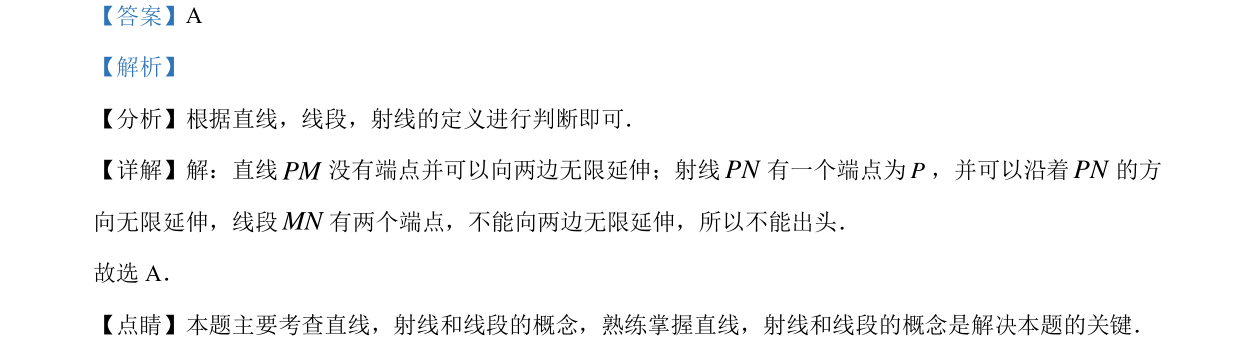 【答案】A
【解析】
【分析】根据直线，线段，射线的定义进行判断即可．
【详解】解：直线PM没有端点并可以向两边无限延伸；射线PN有一个端点为P，并可以沿着PN的方
向无限延伸，线段MN有两个端点，不能向两边无限延伸，所以不能出头．
故选 A．
【点睛】本题主要考查直线，射线和线段的概念，熟练掌握直线，射线和线段的概念是解决本题的关键．